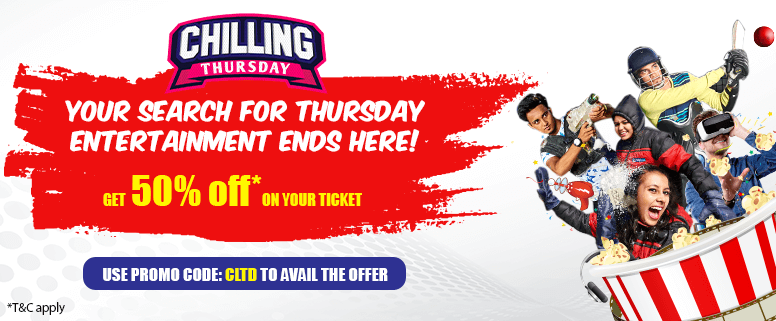 CHILLING
THURSDAY
YOUR SEARCH FOR THURSDAY
ENTERTAINMENT ENDS HERE!
GET 50% off* ON YOUR TICKET
USE PROMO CODE: CLTD TO AVAIL THE OFFER
*T&C apply